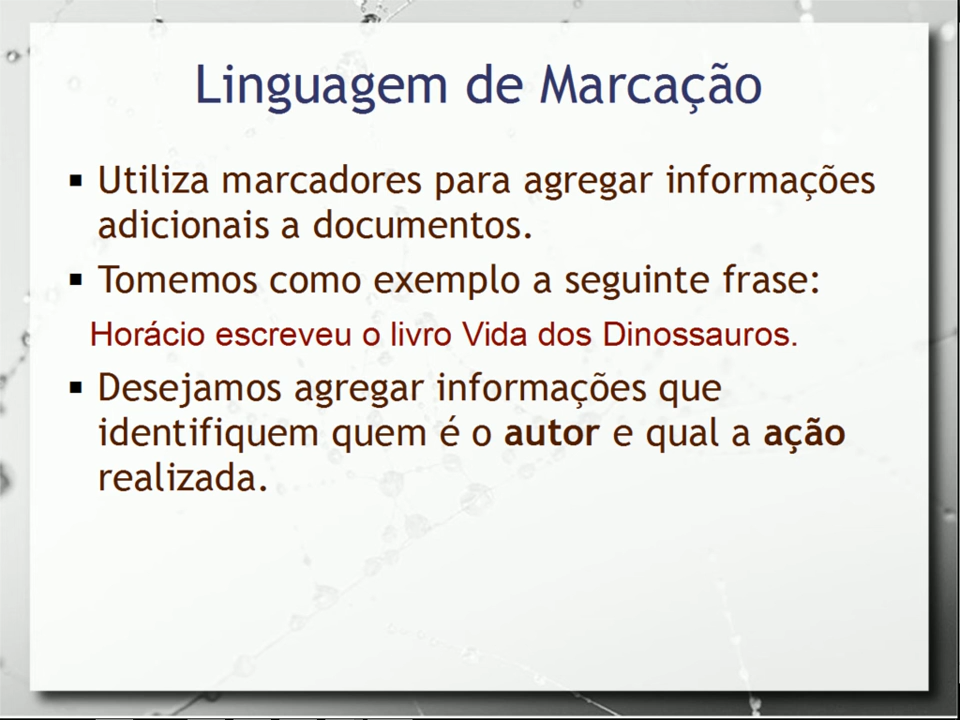 Linguagem de Marcação
▪ Utiliza marcadores para agregar informações
adicionais a documentos.
▪ Tomemos como exemplo a seguinte frase:
Horácio escreveu o livro Vida dos Dinossauros.
▪ Desejamos agregar informações que
identifiquem quem é o autor e qual a ação
realizada.